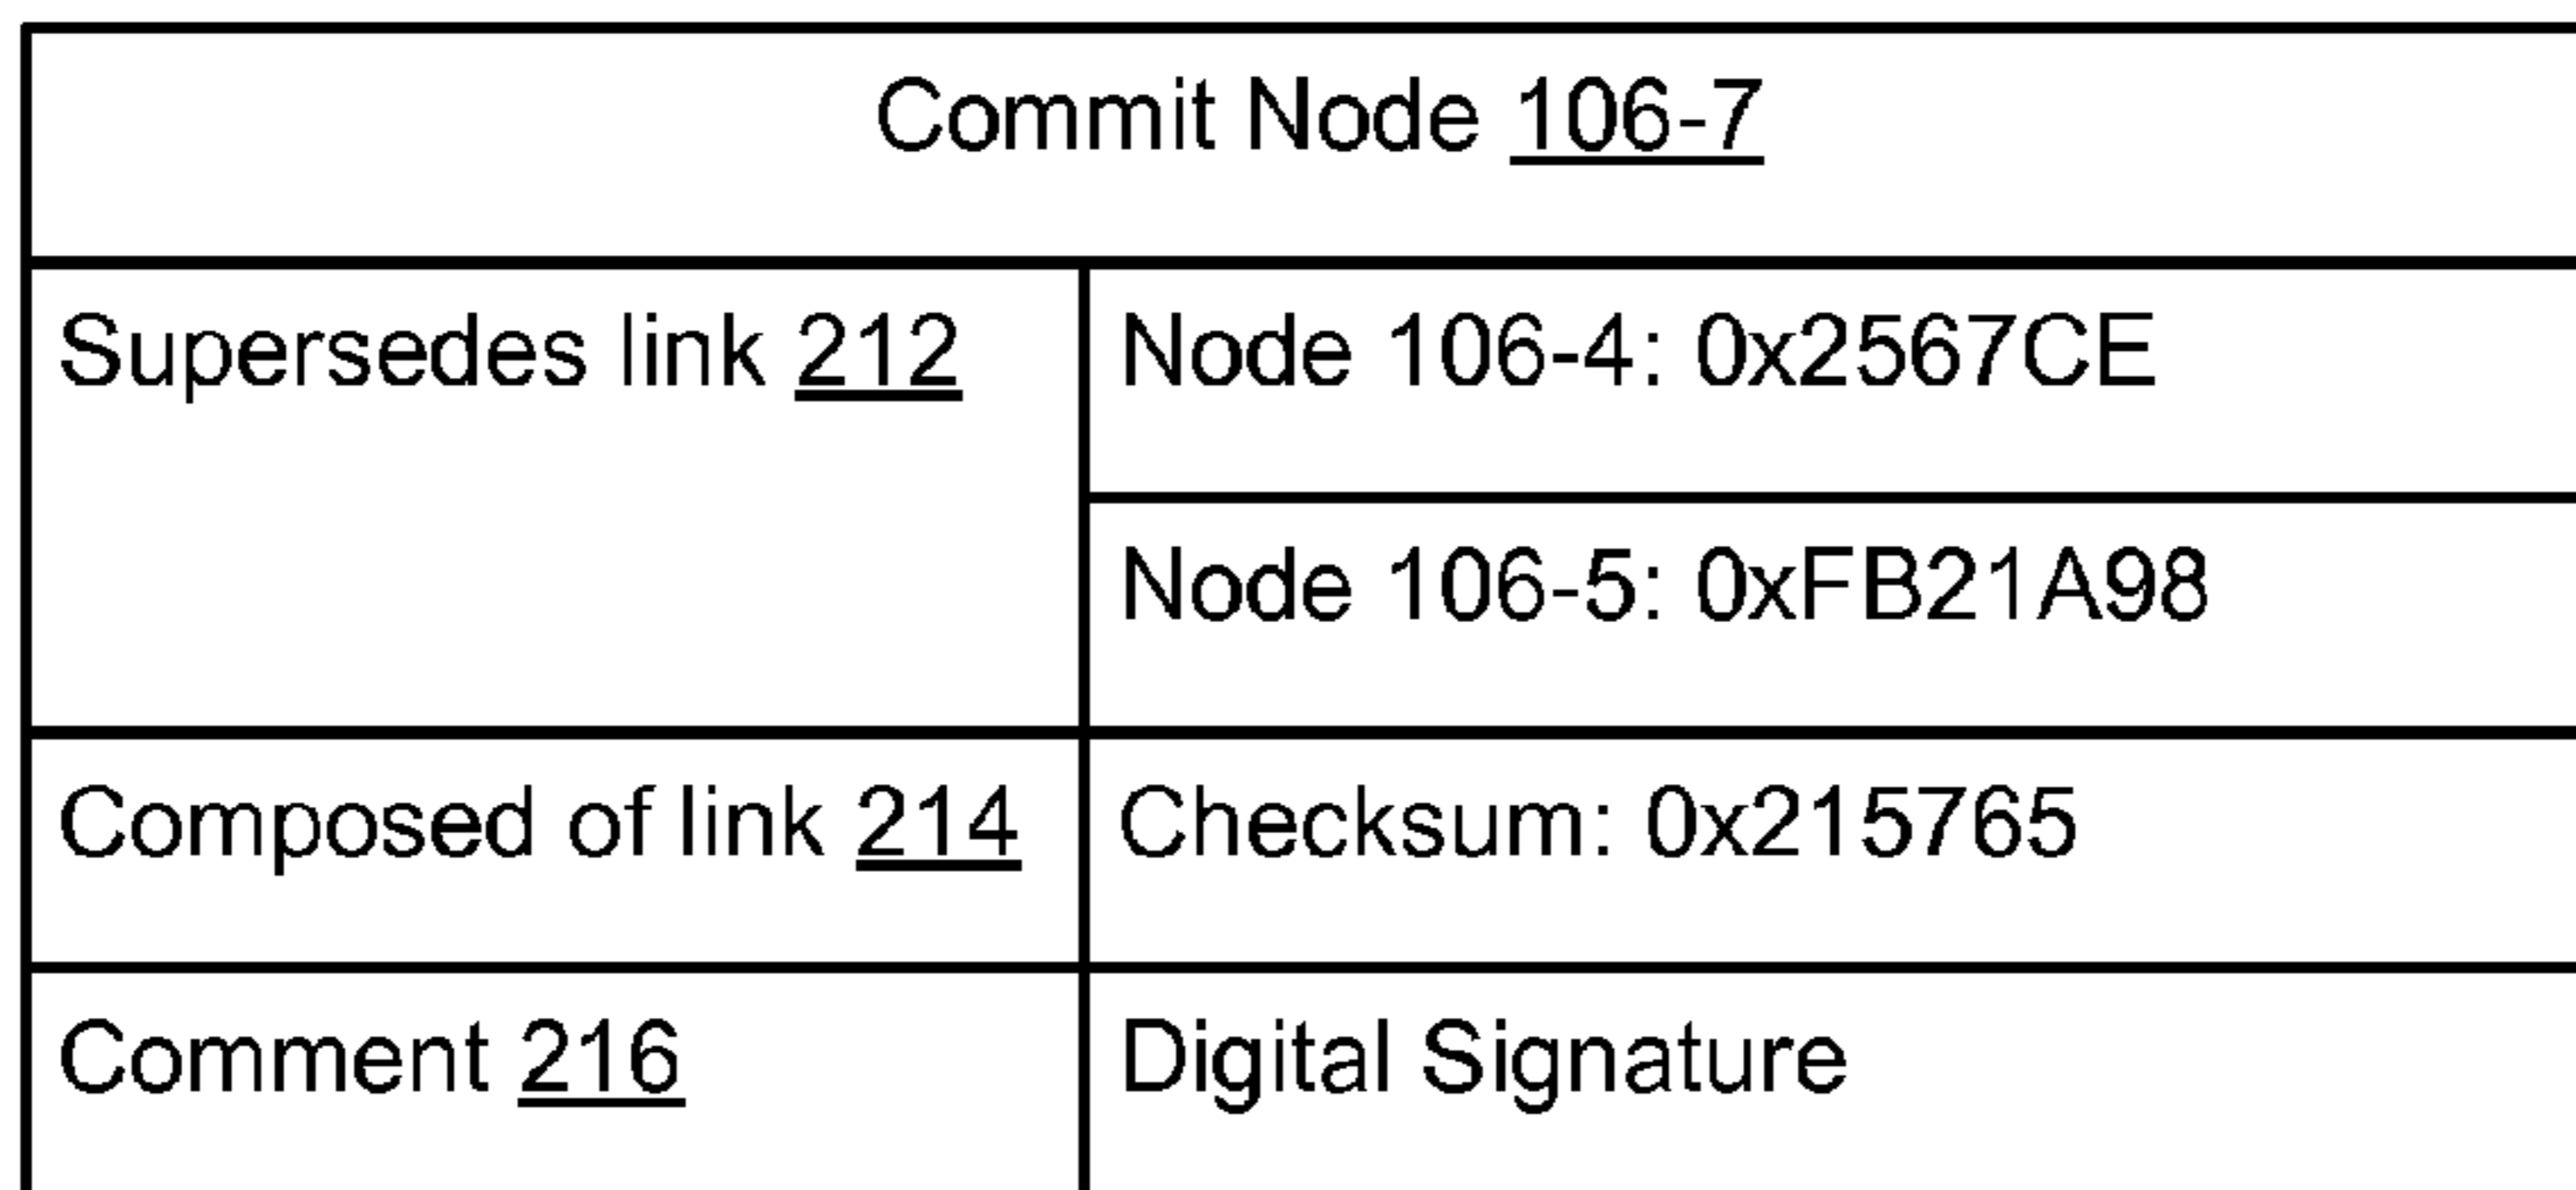 Commit Node 106-7
Supersedes link 212
Node 106-4: 0x2567CE
Node 106-5: 0xFB21A98
Composed of link 214
Checksum: 0x215765
Comment 216
Digital Signature